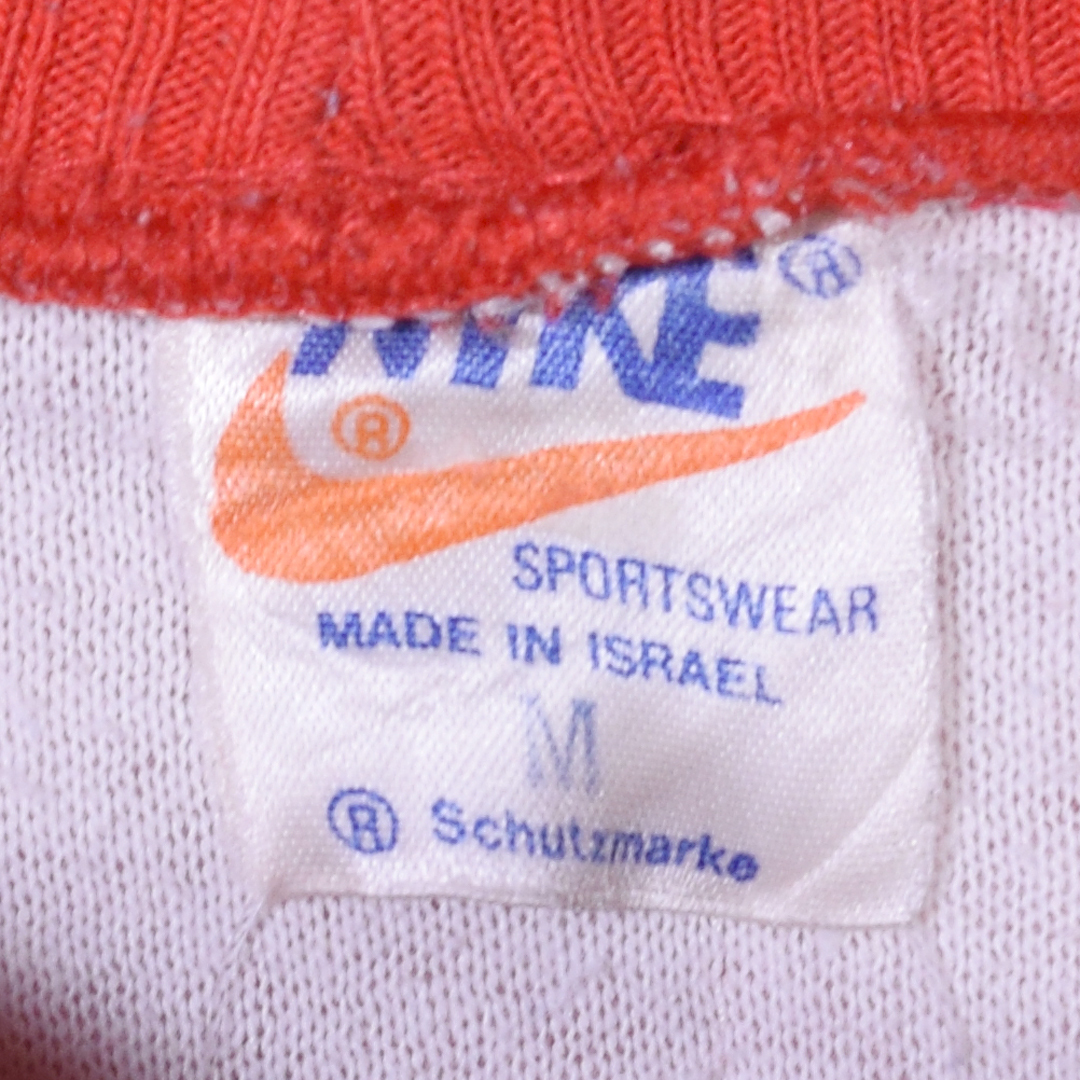 NIKE ®
®
SPORTSWEAR
MADE IN ISRAEL
M
® Schutzmarke